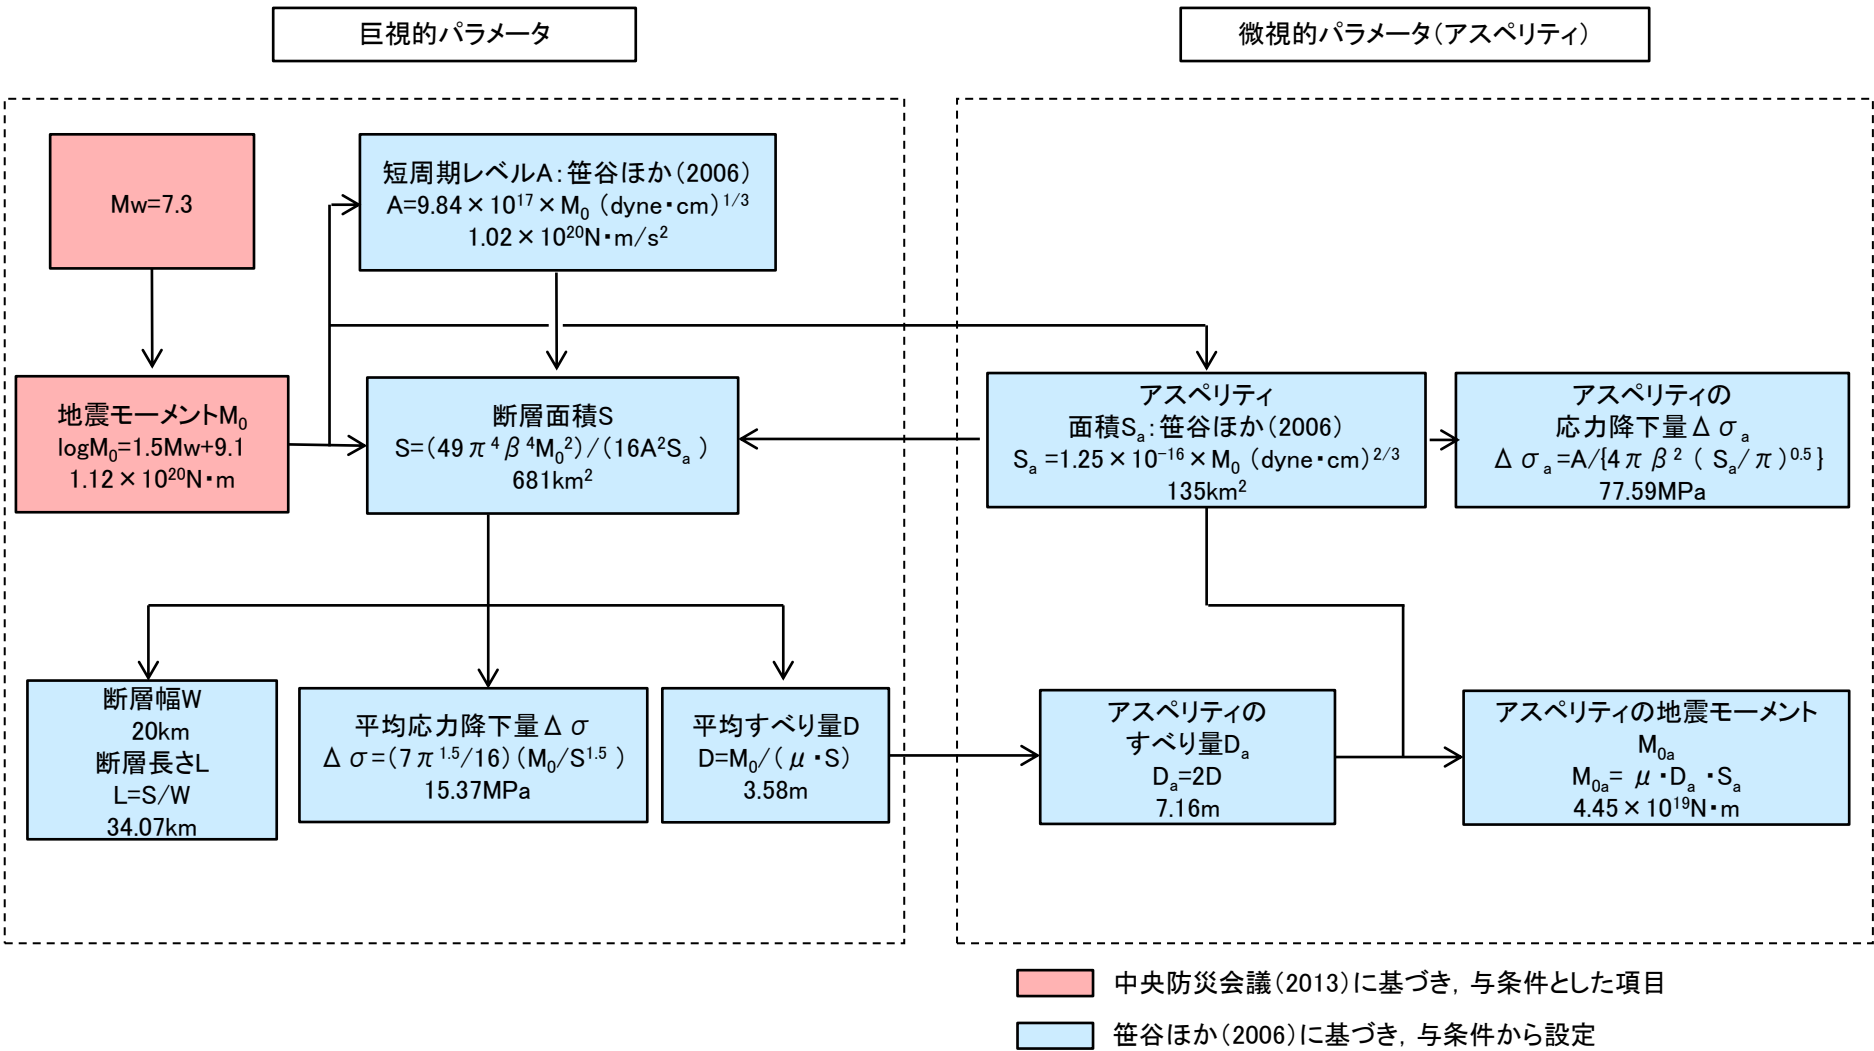 巨視的パラメータ
微視的パラメータ(アスペリティ)
Mw=7.3
短周期レベルA:笹谷ほか(2006)
A=9.84×10¹⁷×M₀ (dyne・cm)¹/³
1.02×10²⁰N・m/s²
地震モーメントM₀
logM₀=1.5Mw+9.1
1.12×10²⁰N・m
断層面積S
S=(49π⁴β⁴M₀²)/(16A²Sₐ)
681km²
アスペリティ
面積Sₐ:笹谷ほか(2006)
Sₐ=1.25×10⁻¹⁶×M₀ (dyne・cm)²/³
135km²
アスペリティの
応力降下量Δσₐ
Δσₐ=A/{4πβ²(Sₐ/π)⁰·⁵}
77.59MPa
断層幅W
20km
断層長さL
L=S/W
34.07km
平均応力降下量Δσ
Δσ=(7π¹·⁵/16)(M₀/S¹·⁵)
15.37MPa
平均すべり量D
D=M₀/(μ・S)
3.58m
アスペリティの
すべり量Dₐ
Dₐ=2D
7.16m
アスペリティの地震モーメント
M₀ₐ
M₀ₐ=μ・Dₐ・Sₐ
4.45×10¹⁹N・m
中央防災会議(2013)に基づき,与条件とした項目
笹谷ほか(2006)に基づき,与条件から設定